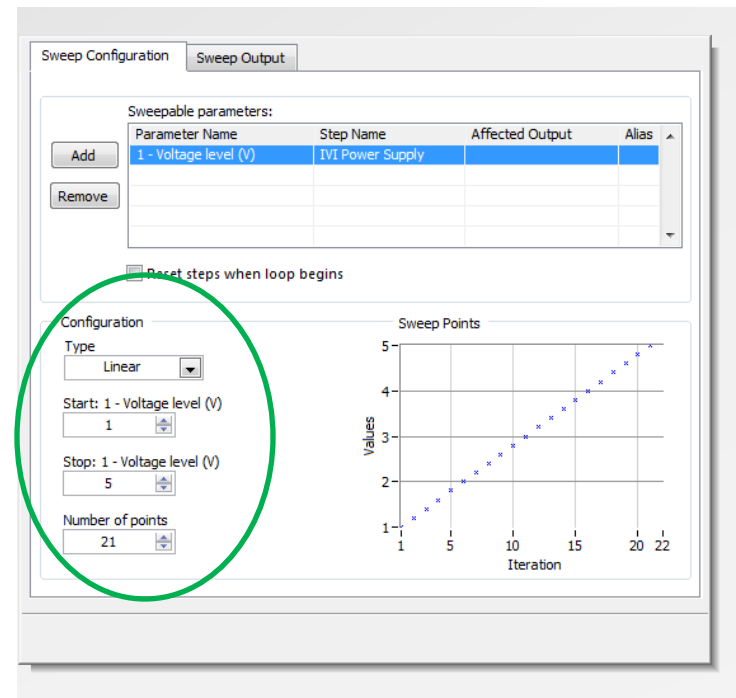 Sweep Configuration Sweep Output
Sweepable parameters:
Parameter Name Step Name Affected Output Alias
Add 1 - Voltage level (V) IVI Power Supply
Remove
Reset steps when loop begins
Configuration
Type
Linear
Start: 1 - Voltage level (V)
1
Stop: 1 - Voltage level (V)
5
Number of points
21
Sweep Points
5
4
3
2
1
Values
1 5 10 15 20 22
Iteration